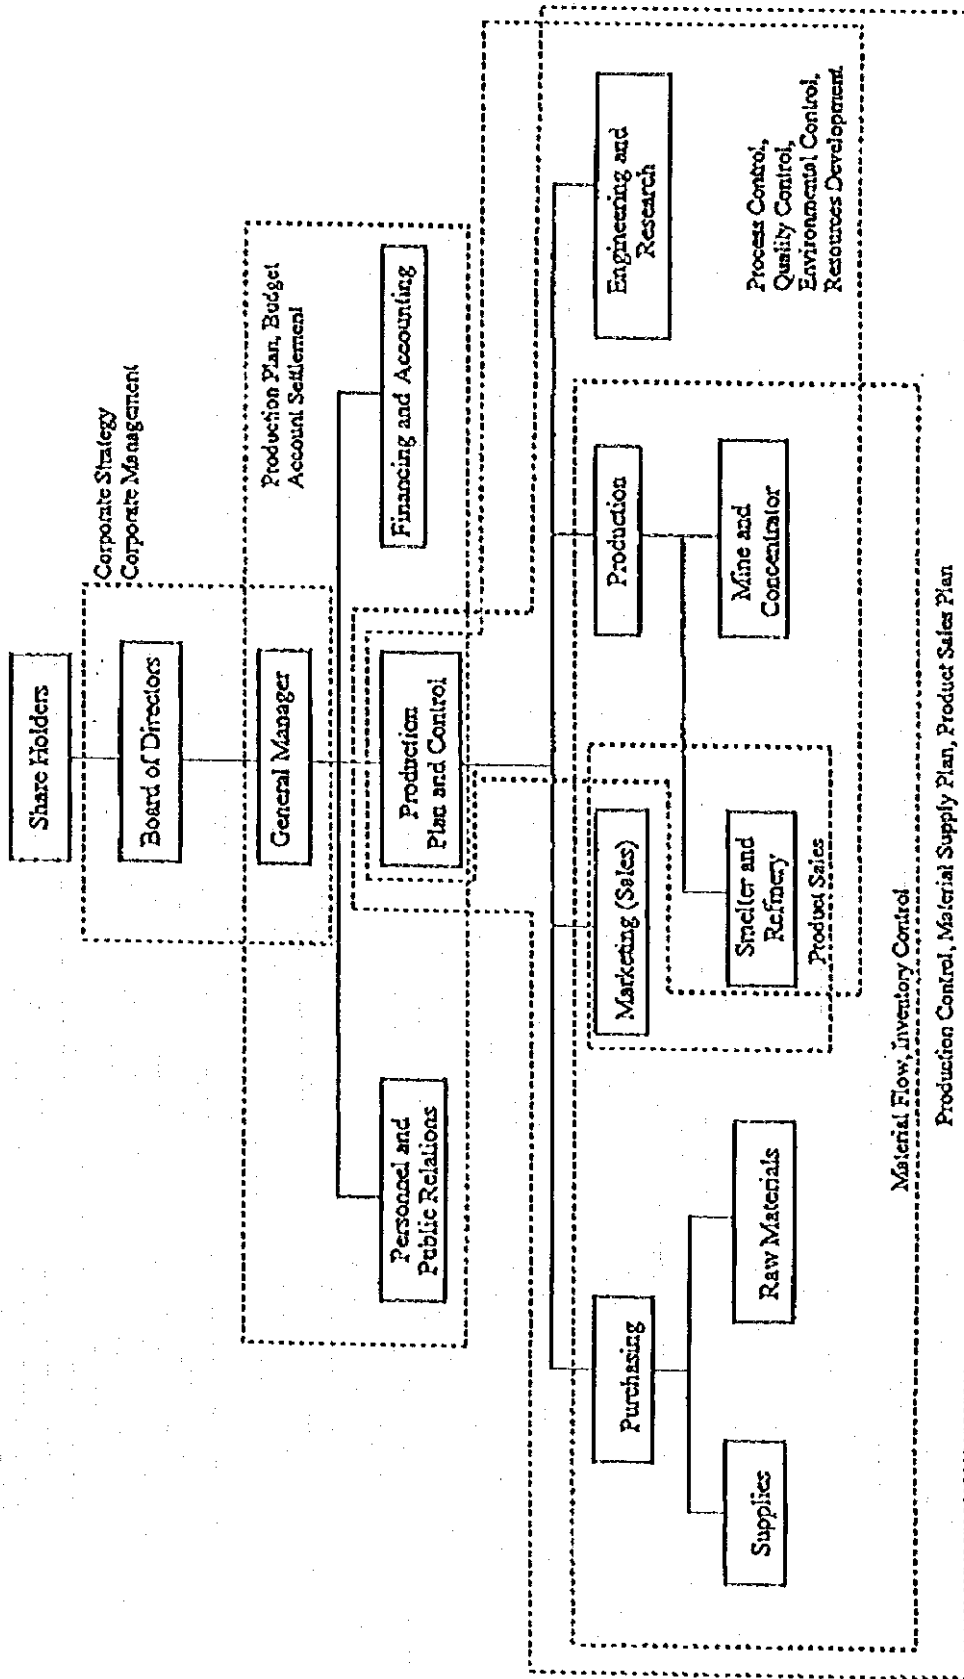 Share Holders
Corporate Strategy
Corporate Management
Board of Directors
General Manager
Production Plan, Budget
Account Settlement
Personnel and
Public Relations
Production
Plan and Control
Financing and Accounting
Purchasing
Marketing (Sales)
Production
Engineering and
Research
Supplies
Raw Materials
Smelter and
Refinery
Mine and
Concentrator
Product Sales
Process Control,
Quality Control,
Environmental Control,
Resources Development
Material Flow, Inventory Control
Production Control, Material Supply Plan, Product Sales Plan